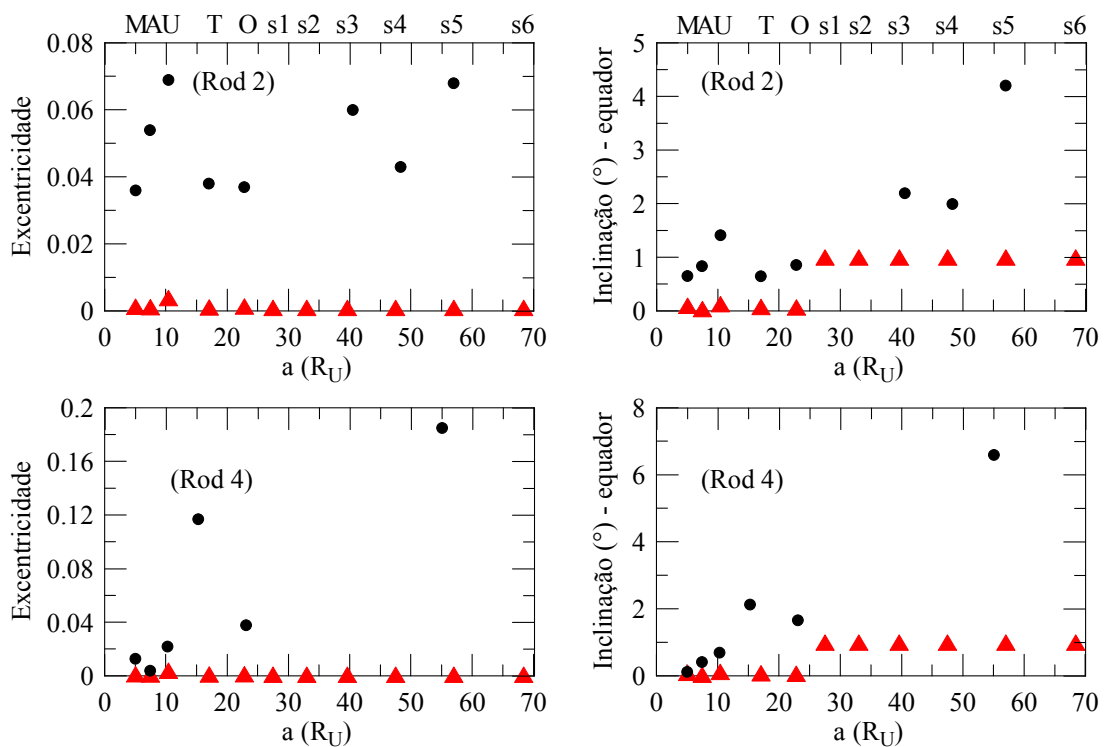 MAU T O s1 s2 s3 s4 s5 s6
0.08
0.06
0.04
0.02
0
Excentricidade
(Rod 2)
0 10 20 30 40 50 60 70
a (R_U)
MAU T O s1 s2 s3 s4 s5 s6
5
4
3
2
1
0
Inclinação (°) - equador
(Rod 2)
0 10 20 30 40 50 60 70
a (R_U)
0.2
0.16
0.12
0.08
0.04
0
Excentricidade
(Rod 4)
0 10 20 30 40 50 60 70
a (R_U)
8
6
4
2
0
Inclinação (°) - equador
(Rod 4)
0 10 20 30 40 50 60 70
a (R_U)